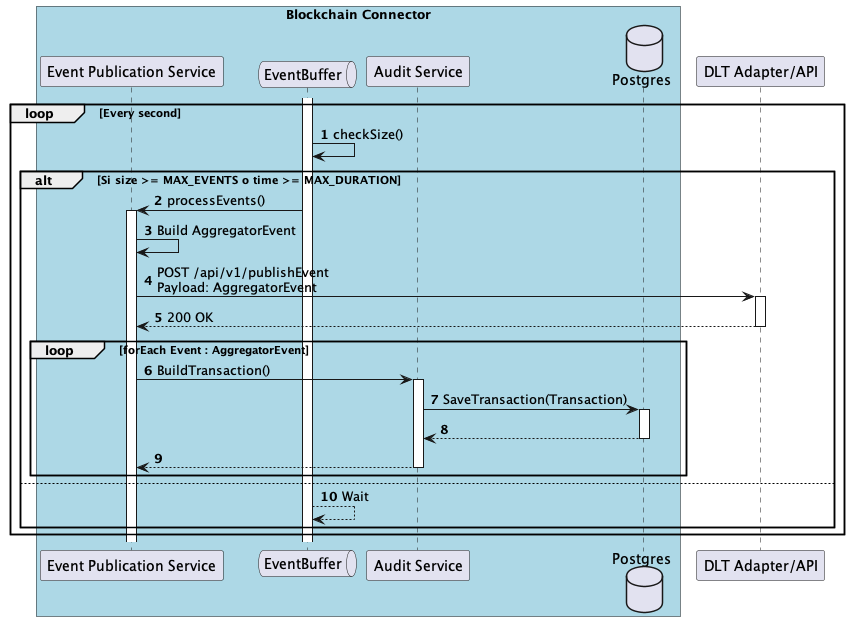 Blockchain Connector
Event Publication Service
EventBuffer
Audit Service
Postgres
DLT Adapter/API
loop [Every second]
1 checkSize()
alt [Si size >= MAX_EVENTS o time >= MAX_DURATION]
2 processEvents()
3 Build AggregatorEvent
4 POST /api/v1/publishEvent
Payload: AggregatorEvent
5 200 OK
loop [forEach Event : AggregatorEvent]
6 BuildTransaction()
7 SaveTransaction(Transaction)
8
9
10 Wait
Event Publication Service
EventBuffer
Audit Service
Postgres
DLT Adapter/API